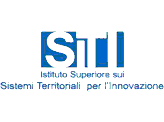 SiTI
Istituto Superiore sui
Sistemi Territoriali per l'Innovazione